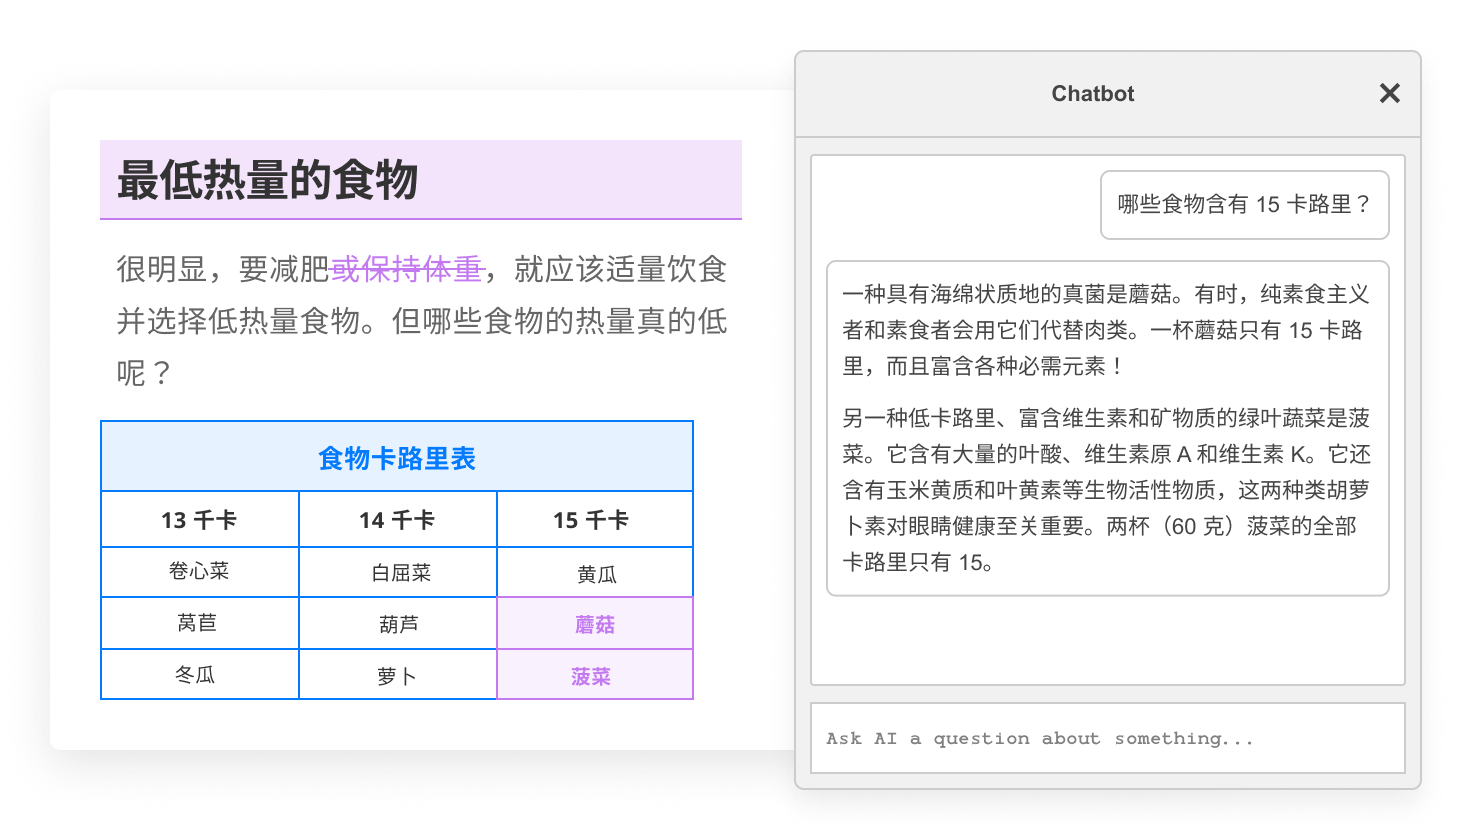 最低热量的食物
很明显，要减肥或保持体重，就应该适量饮食
并选择低热量食物。但哪些食物的热量真的低
呢？
食物卡路里表
13 千卡 14 千卡 15 千卡
卷心菜 白屈菜 黄瓜
莴苣 葫芦 蘑菇
冬瓜 萝卜 菠菜
Chatbot
哪些食物含有 15 卡路里？
一种具有海绵状质地的真菌是蘑菇。有时，纯素食主义
者和素食者会用它们代替肉类。一杯蘑菇只有 15 卡路
里，而且富含各种必需元素！
另一种低卡路里、富含维生素和矿物质的绿叶蔬菜是菠
菜。它含有大量的叶酸、维生素原 A 和维生素 K。它还
含有玉米黄质和叶黄素等生物活性物质，这两种类胡萝
卜素对眼睛健康至关重要。两杯（60 克）菠菜的全部
卡路里只有 15。
Ask AI a question about something...